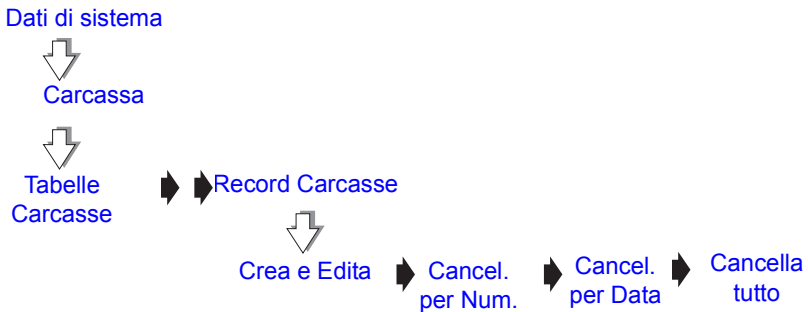 Dati di sistema
Carcassa
Tabelle
Carcasse
Record Carcasse
Crea e Edita
Cancel.
per Num.
Cancel.
per Data
Cancella
tutto